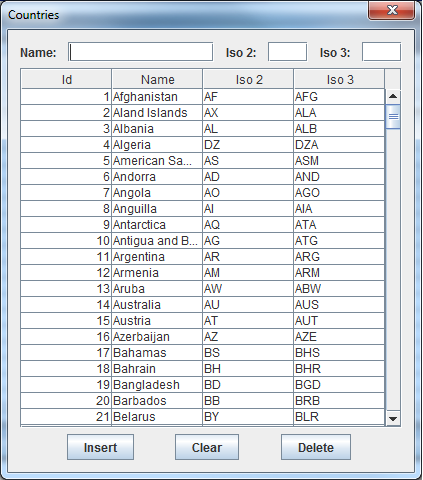 Countries
Name: Iso 2: Iso 3:
Id Name Iso 2 Iso 3
1 Afghanistan AF AFG
2 Aland Islands AX ALA
3 Albania AL ALB
4 Algeria DZ DZA
5 American Sa... AS ASM
6 Andorra AD AND
7 Angola AO AGO
8 Anguilla AI AIA
9 Antarctica AQ ATA
10 Antigua and B... AG ATG
11 Argentina AR ARG
12 Armenia AM ARM
13 Aruba AW ABW
14 Australia AU AUS
15 Austria AT AUT
16 Azerbaijan AZ AZE
17 Bahamas BS BHS
18 Bahrain BH BHR
19 Bangladesh BD BGD
20 Barbados BB BRB
21 Belarus BY BLR
Insert Clear Delete